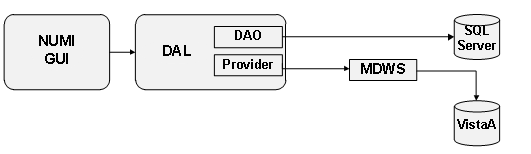 NUMI
GUI
DAL
DAO
Provider
MDWS
SQL
Server
VistaA